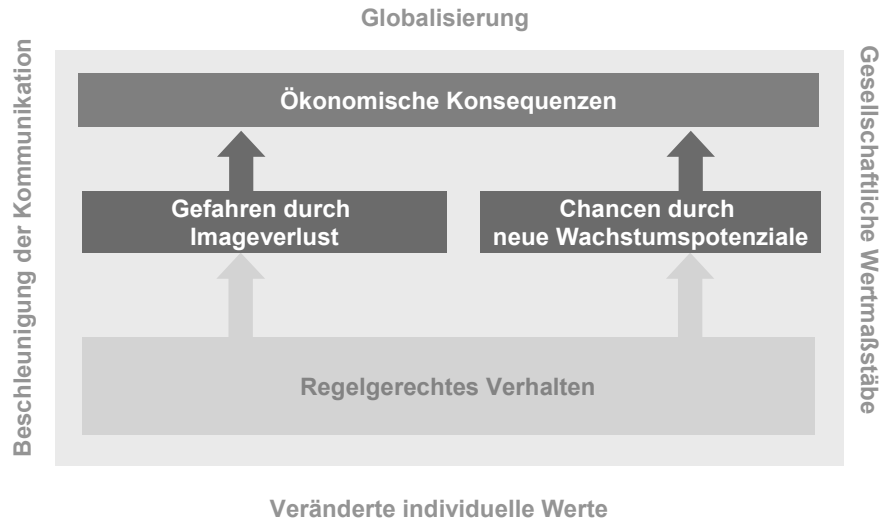 Globalisierung
Beschleunigung der Kommunikation
Gesellschaftliche Wertmaßstäbe
Ökonomische Konsequenzen
Gefahren durch
Imageverlust
Chancen durch
neue Wachstumspotenziale
Regelgerechtes Verhalten
Veränderte individuelle Werte